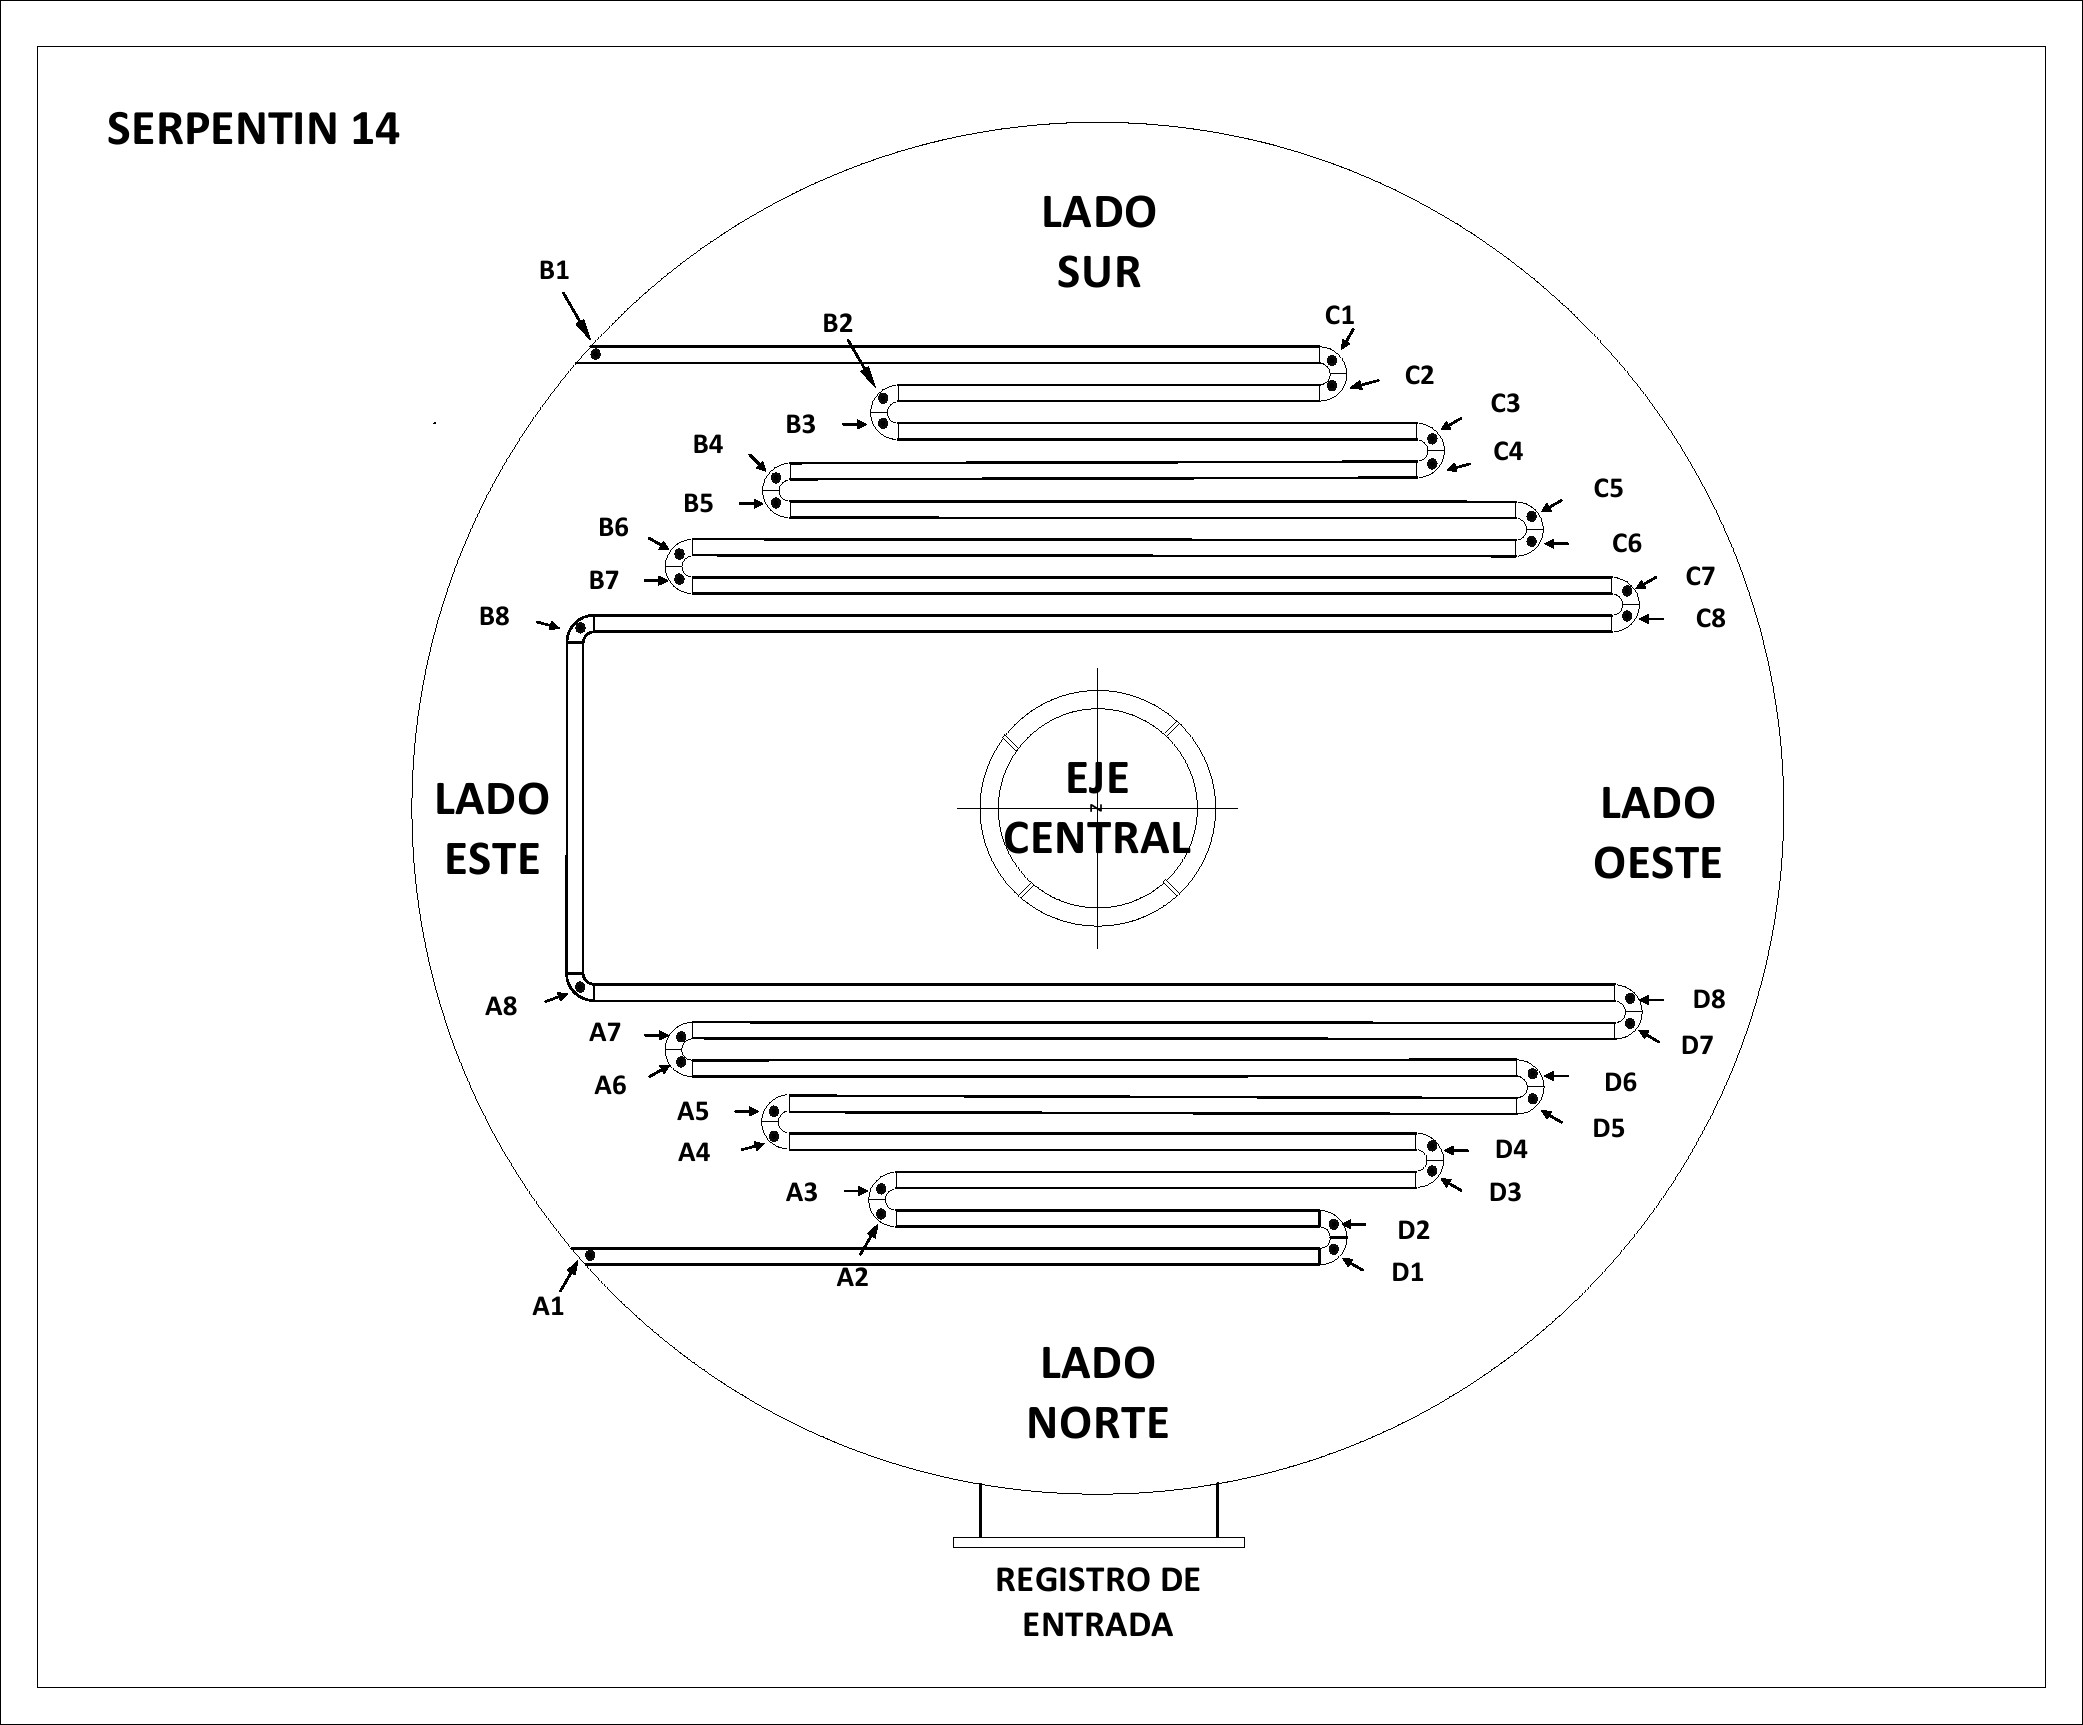 SERPENTIN 14
LADO
SUR
B1
B2
C1
C2
B3
C3
B4
C4
B5
C5
B6
C6
B7
C7
B8
C8
EJE
CENTRAL
z
LADO
ESTE
LADO
OESTE
A8
D8
A7
D7
A6
D6
A5
D5
A4
D4
A3
D3
A2
D2
A1
D1
LADO
NORTE
REGISTRO DE
ENTRADA